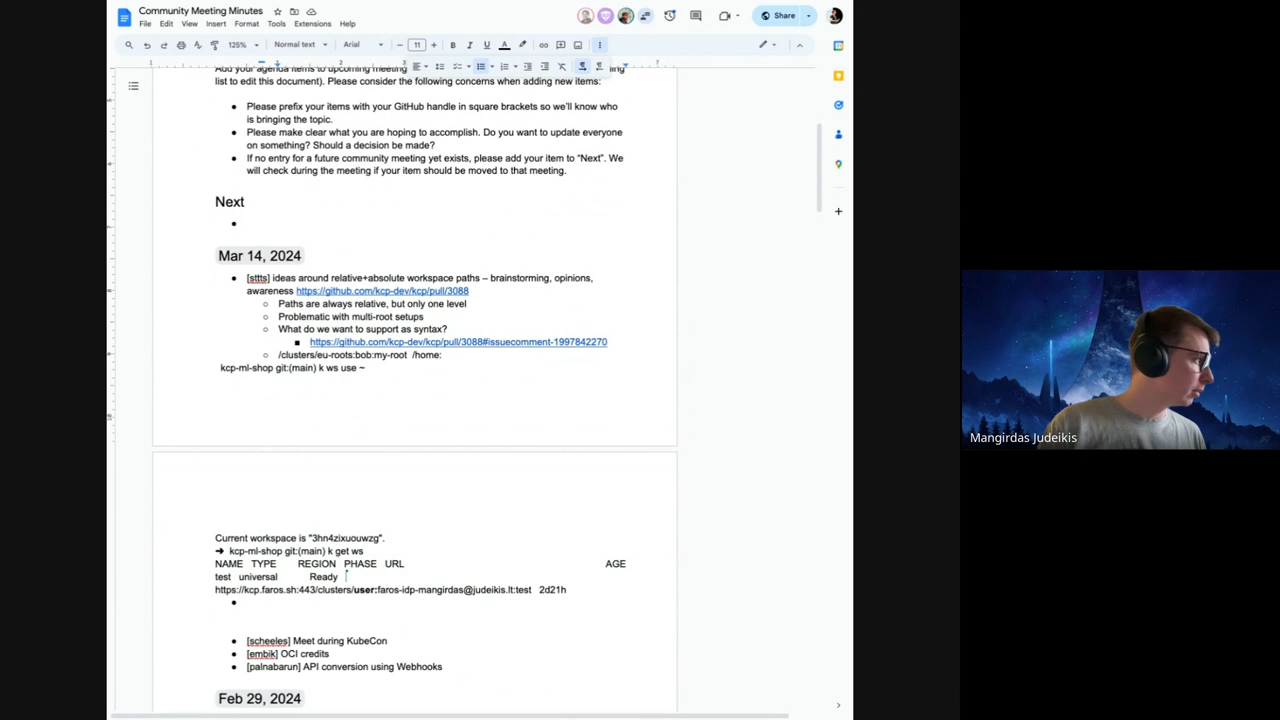 Community Meeting Minutes
File Edit View Insert Format Tools Extensions Help
Share
125% Normal text Arial 11
1 2 3 7
Add your agenda items to upcoming meeting
list to edit this document). Please consider the following concerns when adding new items:
● Please prefix your items with your GitHub handle in square brackets so we'll know who
is bringing the topic.
● Please make clear what you are hoping to accomplish. Do you want to update everyone
on something? Should a decision be made?
● If no entry for a future community meeting yet exists, please add your item to “Next”. We
will check during the meeting if your item should be moved to that meeting.
Next
●
Mar 14, 2024
● [sttts] ideas around relative+absolute workspace paths – brainstorming, opinions,
awareness https://github.com/kcp-dev/kcp/pull/3088
○ Paths are always relative, but only one level
○ Problematic with multi-root setups
○ What do we want to support as syntax?
■ https://github.com/kcp-dev/kcp/pull/3088#issuecomment-1997842270
○ /clusters/eu-roots:bob:my-root /home:
kcp-ml-shop git:(main) k ws use ~
Current workspace is "3hn4zixuouwzg".
➜ kcp-ml-shop git:(main) k get ws
NAME TYPE REGION PHASE URL AGE
test universal Ready
https://kcp.faros.sh:443/clusters/user:faros-idp-mangirdas@judeikis.lt:test 2d21h
●
● [scheeles] Meet during KubeCon
● [embik] OCI credits
● [palnabarun] API conversion using Webhooks
Feb 29, 2024
Mangirdas Judeikis